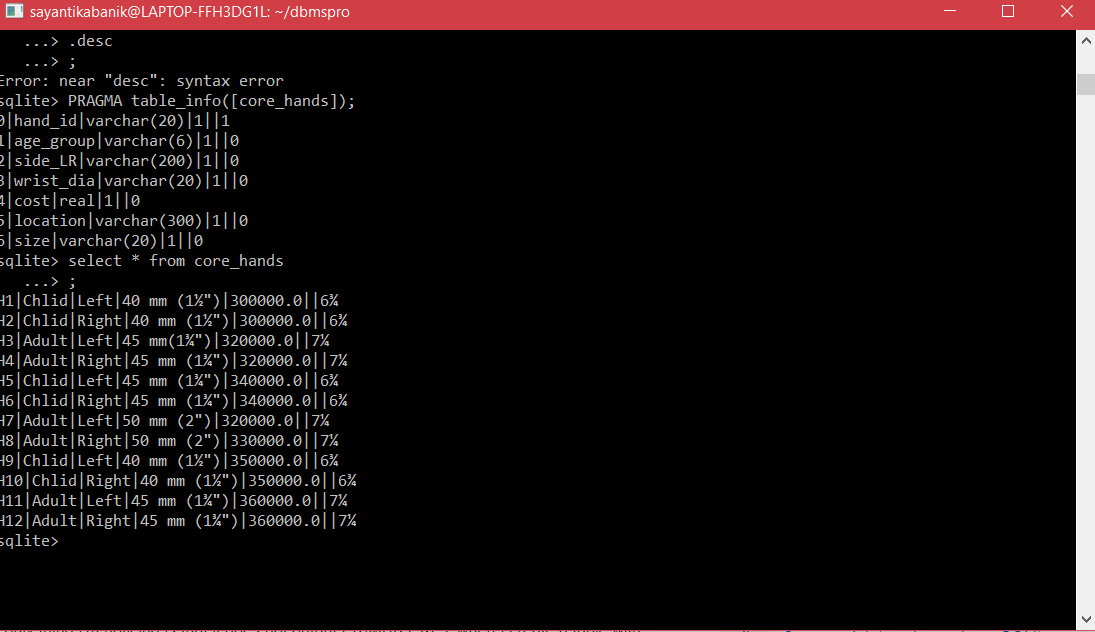 sayantikabanik@LAPTOP-FFH3DG1L: ~/dbmspro
...> .desc
...> ;
Error: near "desc": syntax error
sqlite> PRAGMA table_info([core_hands]);
0|hand_id|varchar(20)|1||1
1|age_group|varchar(6)|1||0
2|side_LR|varchar(200)|1||0
3|wrist_dia|varchar(20)|1||0
4|cost|real|1||0
5|location|varchar(300)|1||0
6|size|varchar(20)|1||0
sqlite> select * from core_hands
...> ;
H1|Chlid|Left|40 mm (1½")|300000.0||6¾
H2|Chlid|Right|40 mm (1½")|300000.0||6¾
H3|Adult|Left|45 mm(1¾")|320000.0||7¼
H4|Adult|Right|45 mm (1¾")|320000.0||7¼
H5|Chlid|Left|45 mm (1¾")|340000.0||6¾
H6|Chlid|Right|45 mm (1¾")|340000.0||6¾
H7|Adult|Left|50 mm (2")|320000.0||7¼
H8|Adult|Right|50 mm (2")|330000.0||7¼
H9|Chlid|Left|40 mm (1½")|350000.0||6¾
H10|Chlid|Right|40 mm (1½")|350000.0||6¾
H11|Adult|Left|45 mm (1¾")|360000.0||7¼
H12|Adult|Right|45 mm (1¾")|360000.0||7¼
sqlite>